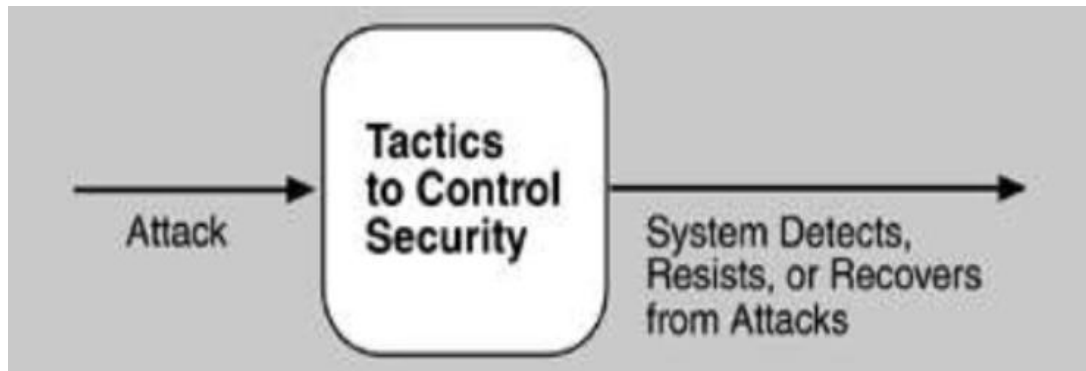 Attack
Tactics
to Control
Security
System Detects,
Resists, or Recovers
from Attacks